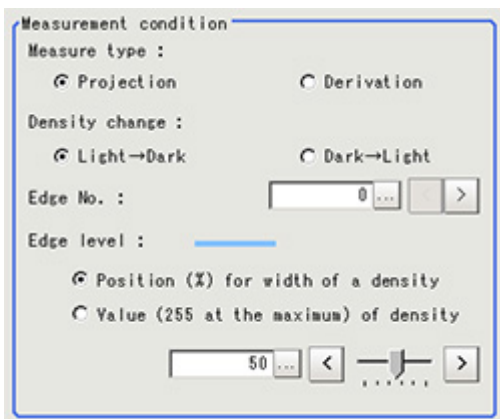 Measurement condition
Measure type :
Projection Derivation
Density change :
Light→Dark Dark→Light
Edge No. : 0 ... < >
Edge level :
Position (%) for width of a density
Value (255 at the maximum) of density
50 ... < >